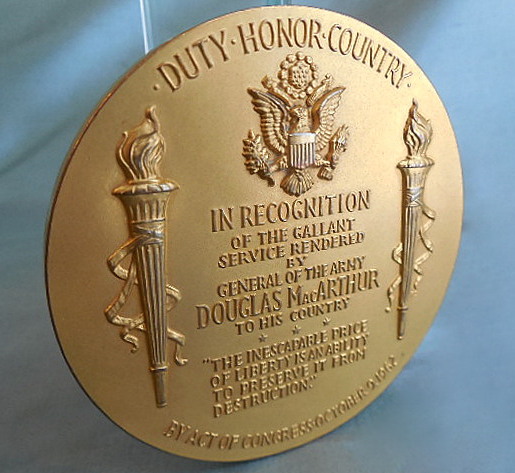 ·DUTY·HONOR·COUNTRY·
IN RECOGNITION
OF THE GALLANT
SERVICE RENDERED
BY
GENERAL OF THE ARMY
DOUGLAS MACARTHUR
TO HIS COUNTRY
"THE INESCAPABLE PRICE
OF LIBERTY IS AN ABILITY
TO PRESERVE IT FROM
DESTRUCTION."
BY ACT OF CONGRESS·OCTOBER·9·1962